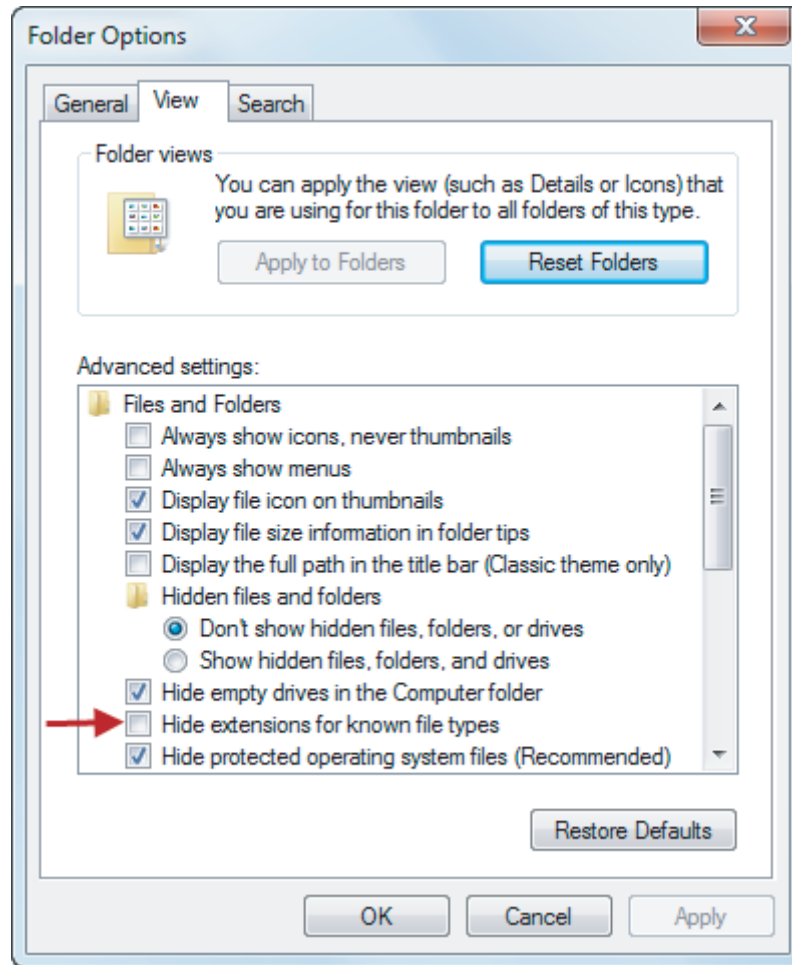 Folder Options
General View Search
Folder views
You can apply the view (such as Details or Icons) that
you are using for this folder to all folders of this type.
Apply to Folders Reset Folders
Advanced settings:
Files and Folders
Always show icons, never thumbnails
Always show menus
Display file icon on thumbnails
Display file size information in folder tips
Display the full path in the title bar (Classic theme only)
Hidden files and folders
Don't show hidden files, folders, or drives
Show hidden files, folders, and drives
Hide empty drives in the Computer folder
Hide extensions for known file types
Hide protected operating system files (Recommended)
Restore Defaults
OK Cancel Apply